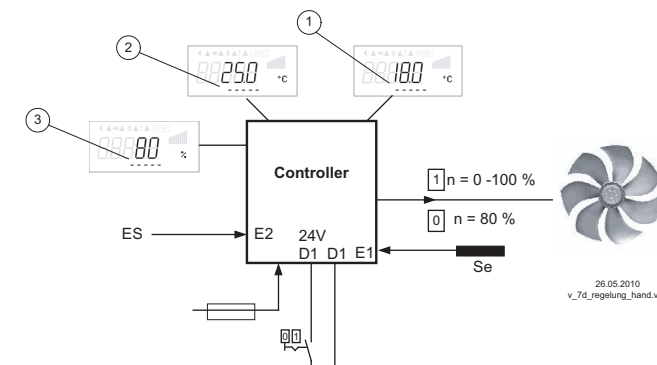 1
2
25.0 °C
18.0 °C
3
80 %
Controller
1 n = 0 -100 %
0 n = 80 %
ES
E2
24V
D1 D1 E1
Se
26.05.2010
v_7d_regelung_hand.v
0 1